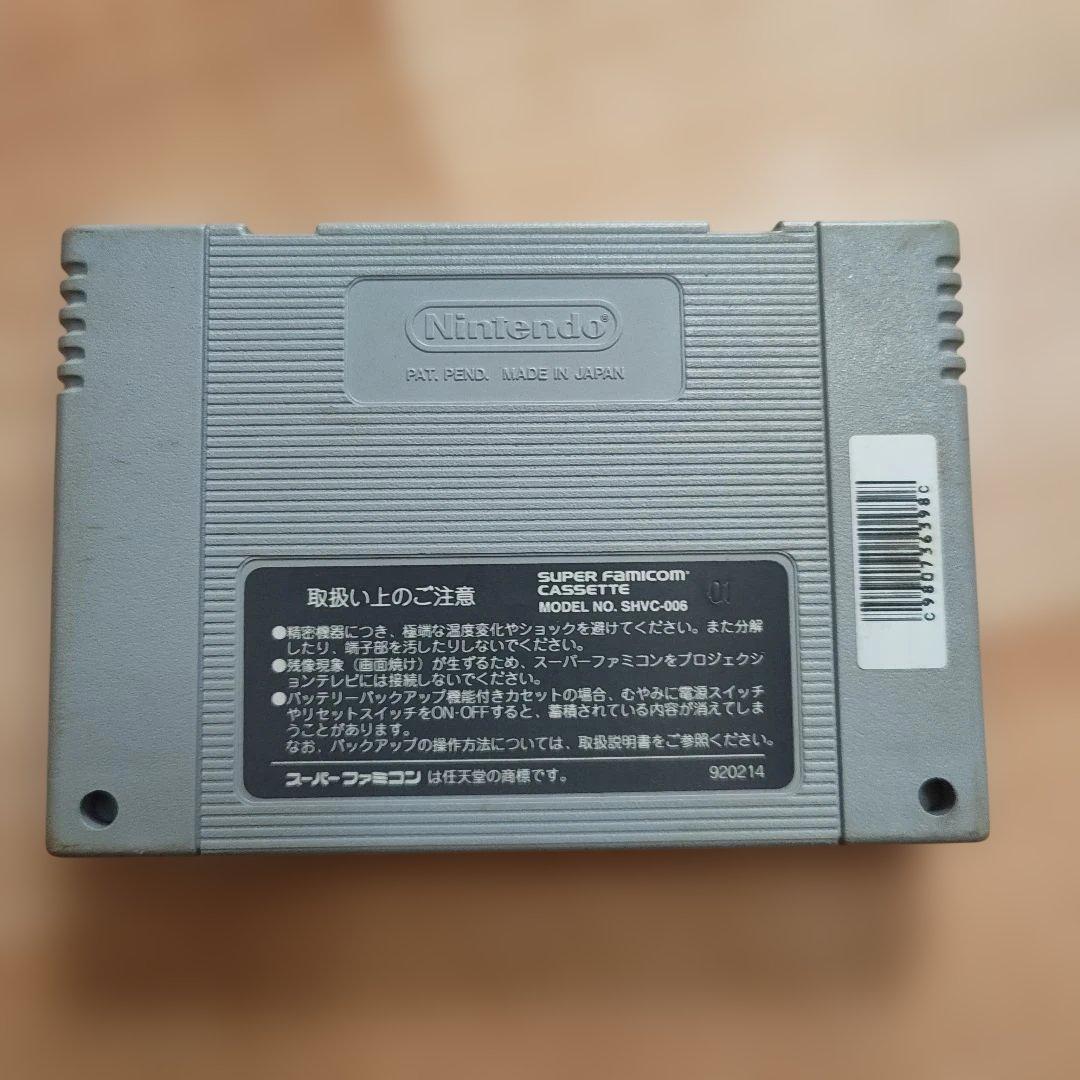 Nintendo®
PAT. PEND. MADE IN JAPAN
取扱い上のご注意
SUPER FAMICOM
CASSETTE
MODEL NO. SHVC-006
01
●精密機器につき、極端な温度変化やショックを避けてください。また分解
したり、端子部を汚したりしないでください。
●残像現象（画面焼け）が生ずるため、スーパーファミコンをプロジェクシ
ョンテレビには接続しないでください。
●バッテリーバックアップ機能付きカセットの場合、むやみに電源スイッチ
やリセットスイッチをON-OFFすると、蓄積されている内容が消えてしま
うことがあります。
なお、バックアップの操作方法については、取扱説明書をご参照ください。
スーパーファミコンは任天堂の商標です。
920214
C980736398C